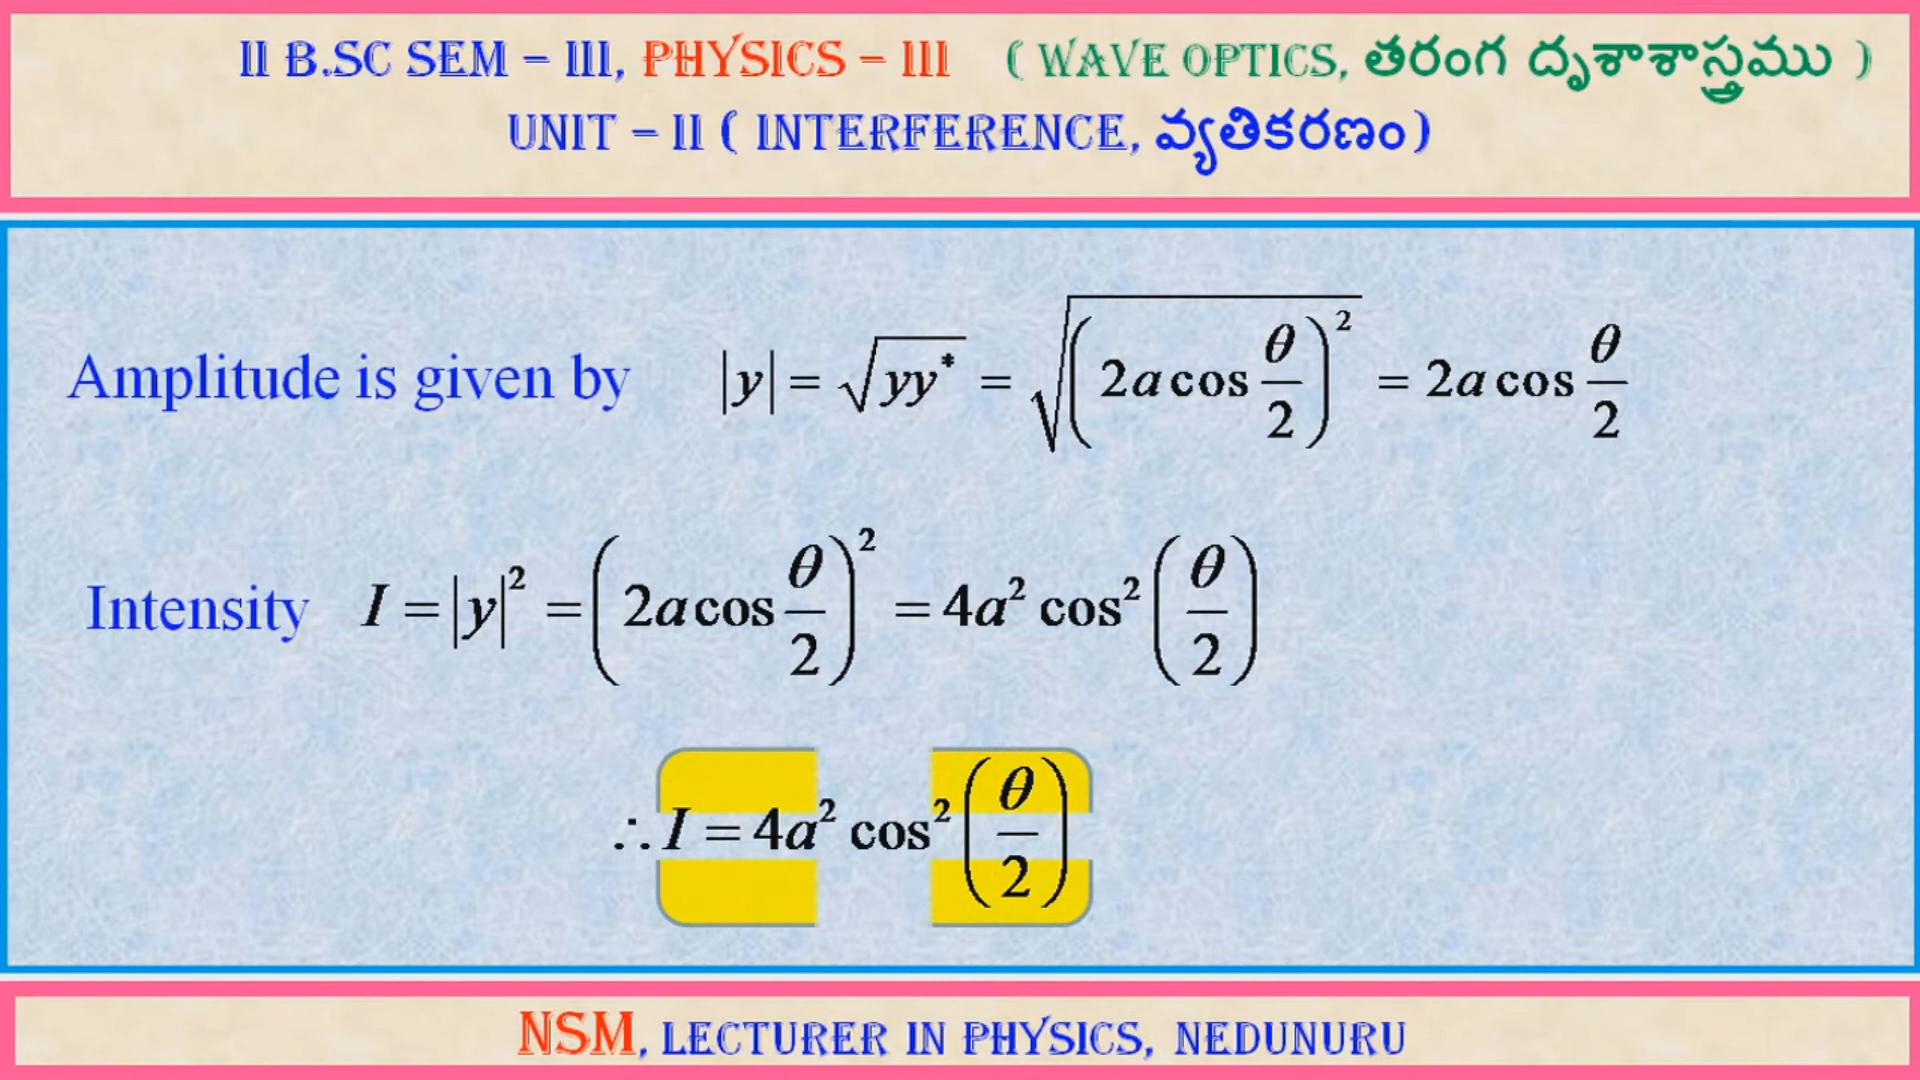 II B.SC SEM – III, PHYSICS – III ( WAVE OPTICS, తరంగ దృశాశాస్త్రము )
UNIT – II ( INTERFERENCE, వ్యతికరణం)
Amplitude is given by |y| = √(yy*) = √((2a cos θ/2)²) = 2a cos θ/2
Intensity I = |y|² = (2a cos θ/2)² = 4a² cos² (θ/2)
∴ I = 4a² cos² (θ/2)
NSM, LECTURER IN PHYSICS, NEDUNURU